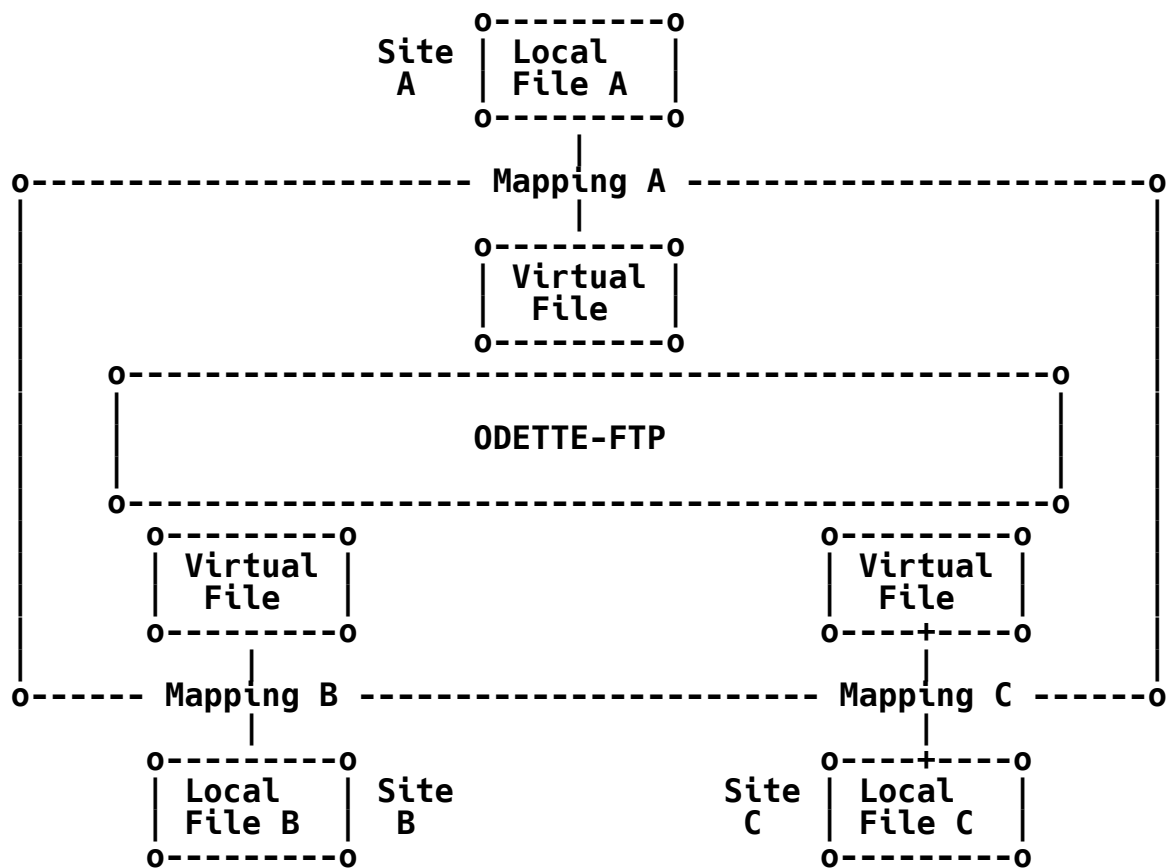 Site
A
Local
File A
Mapping A
Virtual
File
ODETTE-FTP
Virtual
File
Virtual
File
Mapping B
Mapping C
Local
File B
Site
B
Site
C
Local
File C